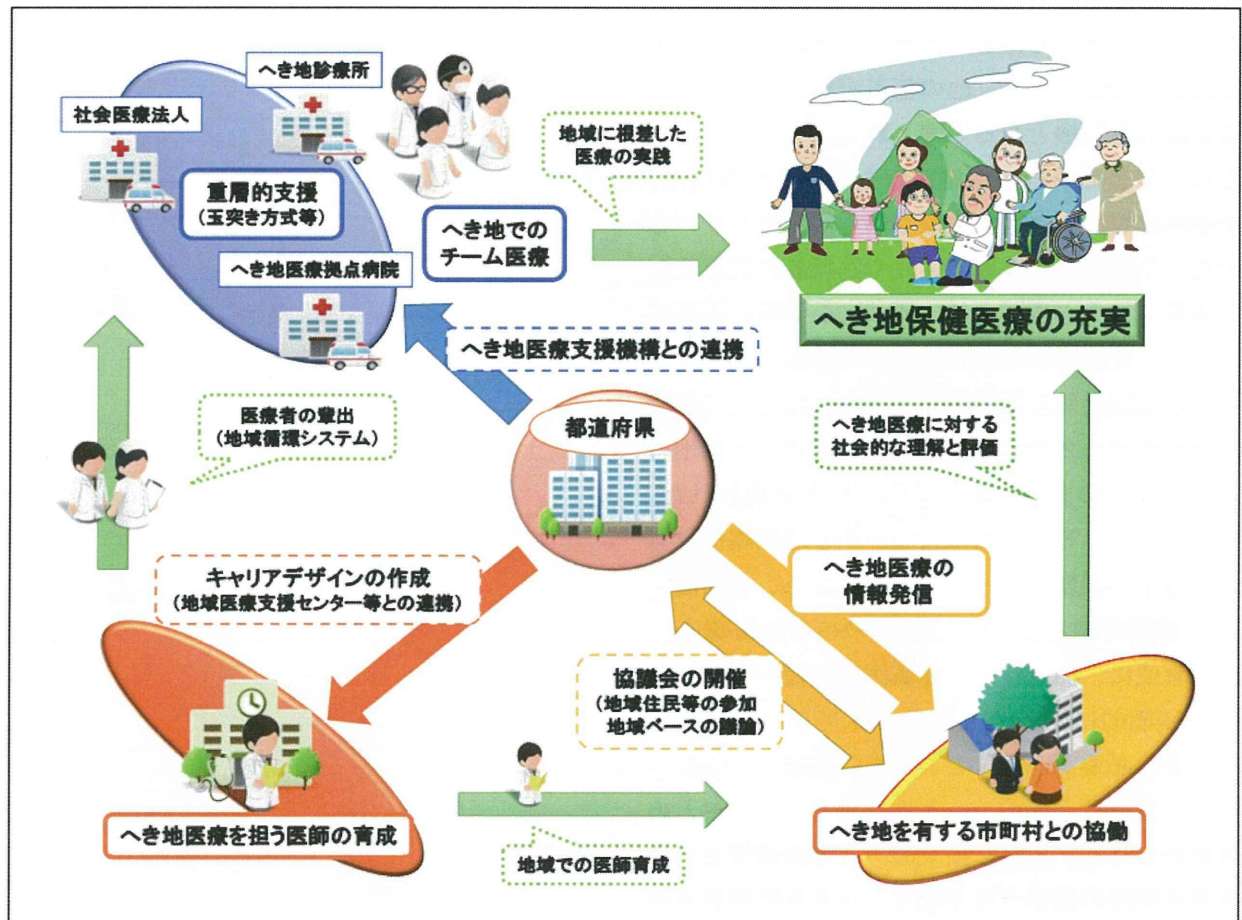 へき地診療所
社会医療法人
重層的支援
（玉突き方式等）
へき地医療拠点病院
へき地での
チーム医療
地域に根差した
医療の実践
へき地保健医療の充実
へき地医療支援機構との連携
医療者の輩出
（地域循環システム）
都道府県
へき地医療に対する
社会的な理解と評価
キャリアデザインの作成
（地域医療支援センター等との連携）
へき地医療の
情報発信
協議会の開催
（地域住民等の参加
地域ベースの議論）
へき地医療を担う医師の育成
地域での医師育成
へき地を有する市町村との協働